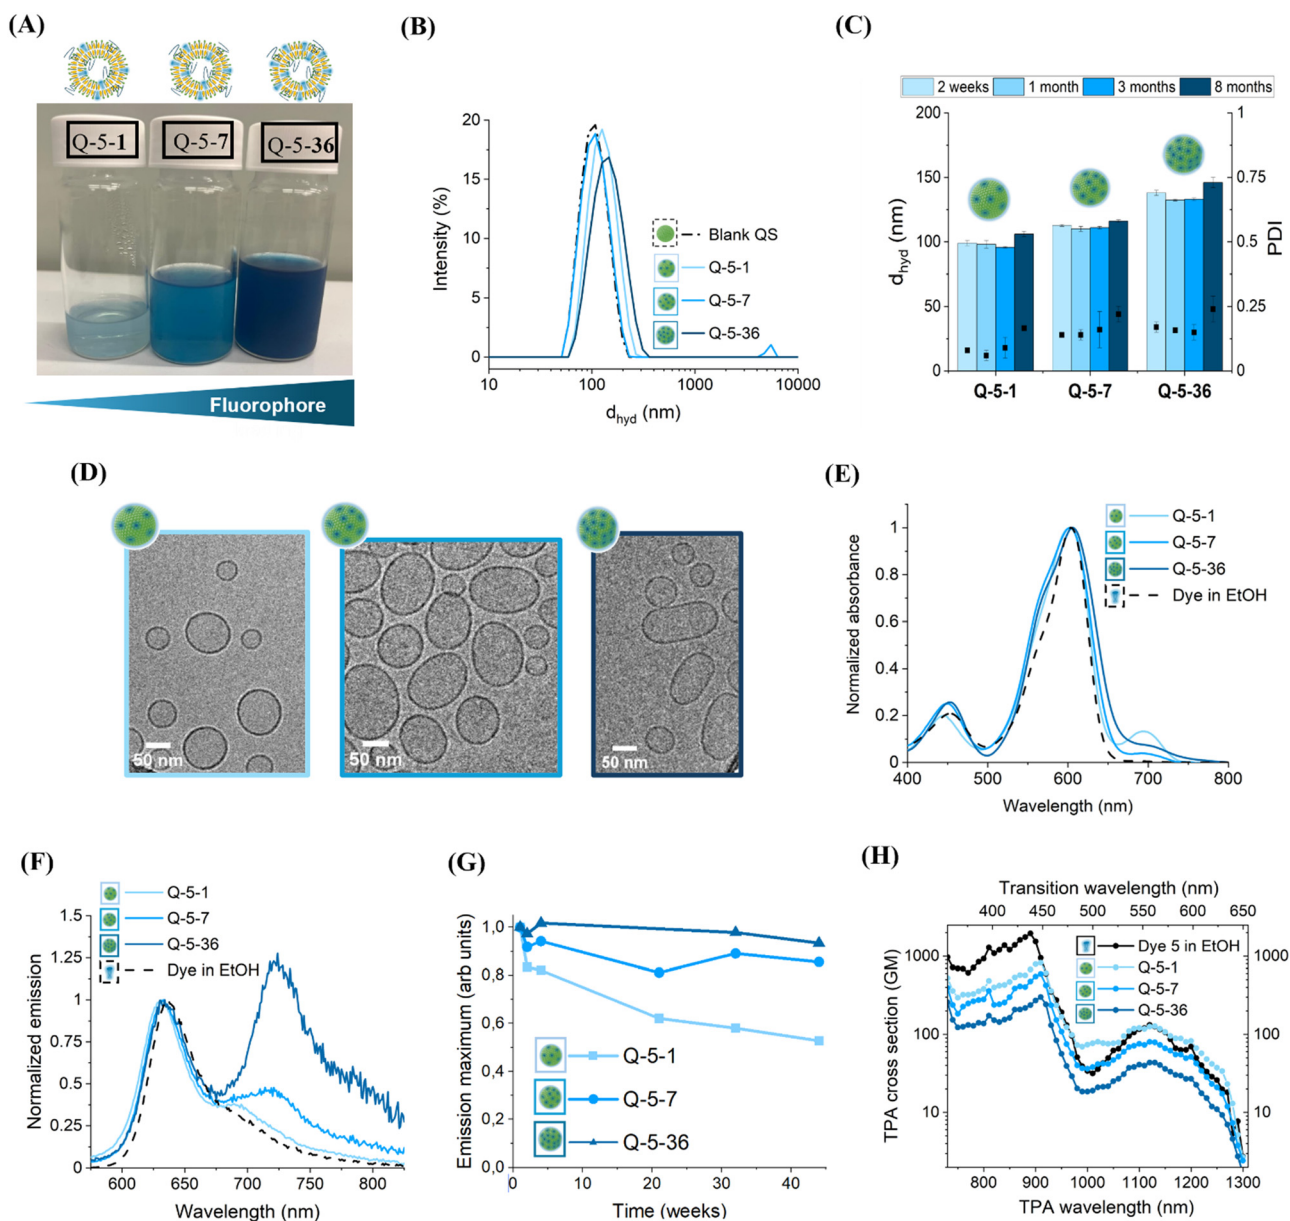 (A)
Q-5-1
Q-5-7
Q-5-36
Fluorophore
(B)
20
15
10
5
0
Intensity (%)
10
100
1000
10000
d_hyd (nm)
Blank QS
Q-5-1
Q-5-7
Q-5-36
(C)
2 weeks
1 month
3 months
8 months
200
150
100
50
0
d_hyd (nm)
1
0.75
0.5
0.25
0
PDI
Q-5-1
Q-5-7
Q-5-36
(D)
50 nm
50 nm
50 nm
(E)
Q-5-1
Q-5-7
Q-5-36
Dye in EtOH
1
0.8
0.6
0.4
0.2
0
Normalized absorbance
400
500
600
700
800
Wavelength (nm)
(F)
Q-5-1
Q-5-7
Q-5-36
Dye in EtOH
1.5
1.25
1
0.75
0.5
0.25
0
Normalized emission
600
650
700
750
800
Wavelength (nm)
(G)
1,0
0,8
0,6
0,4
0,2
0,0
Emission maximum (arb units)
Q-5-1
Q-5-7
Q-5-36
0
10
20
30
40
Time (weeks)
(H)
Transition wavelength (nm)
400
450
500
550
600
650
Dye 5 in EtOH
Q-5-1
Q-5-7
Q-5-36
1000
100
10
TPA cross section (GM)
1000
100
10
800
900
1000
1100
1200
1300
TPA wavelength (nm)